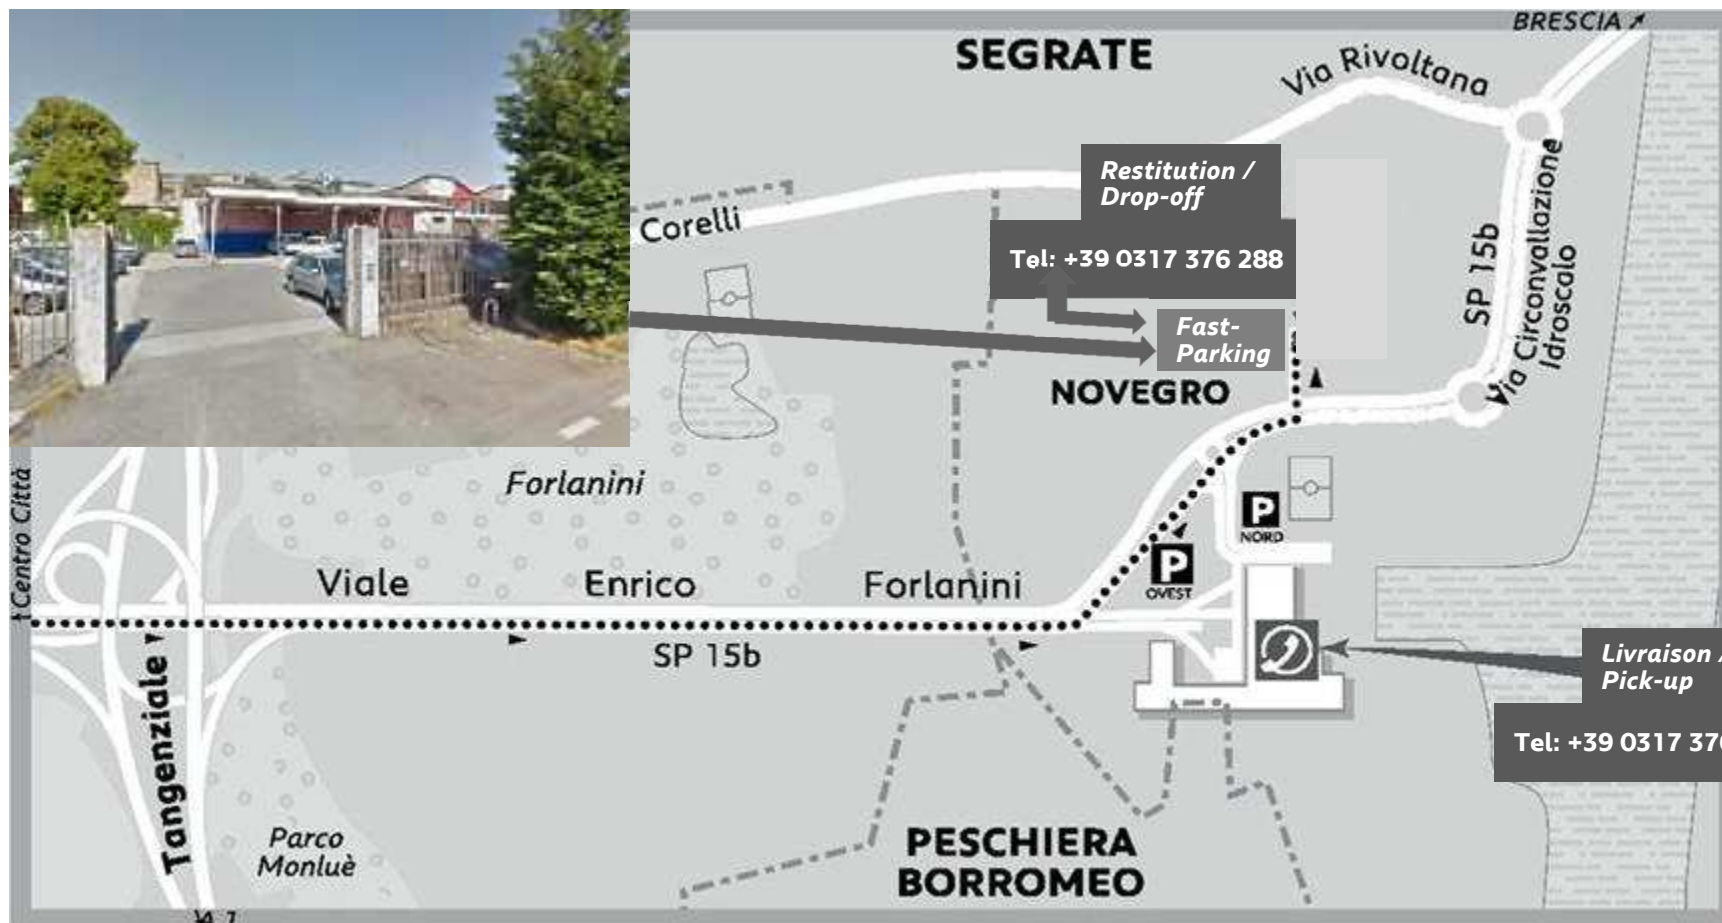 BRESCIA
SEGRATE
Via Rivoltana
Restitution /
Drop-off
Corelli
Tel: +39 0317 376 288
SP 15b
Via Circonvallazione
Idroscalo
Fast-
Parking
NOVEGRO
Centro Città
Forlanini
P
NORD
P
OVEST
Viale Enrico Forlanini
SP 15b
Livraison /
Pick-up
Tangenziale
Tel: +39 0317 37
Parco
Monluè
PESCHIERA
BORROMEO